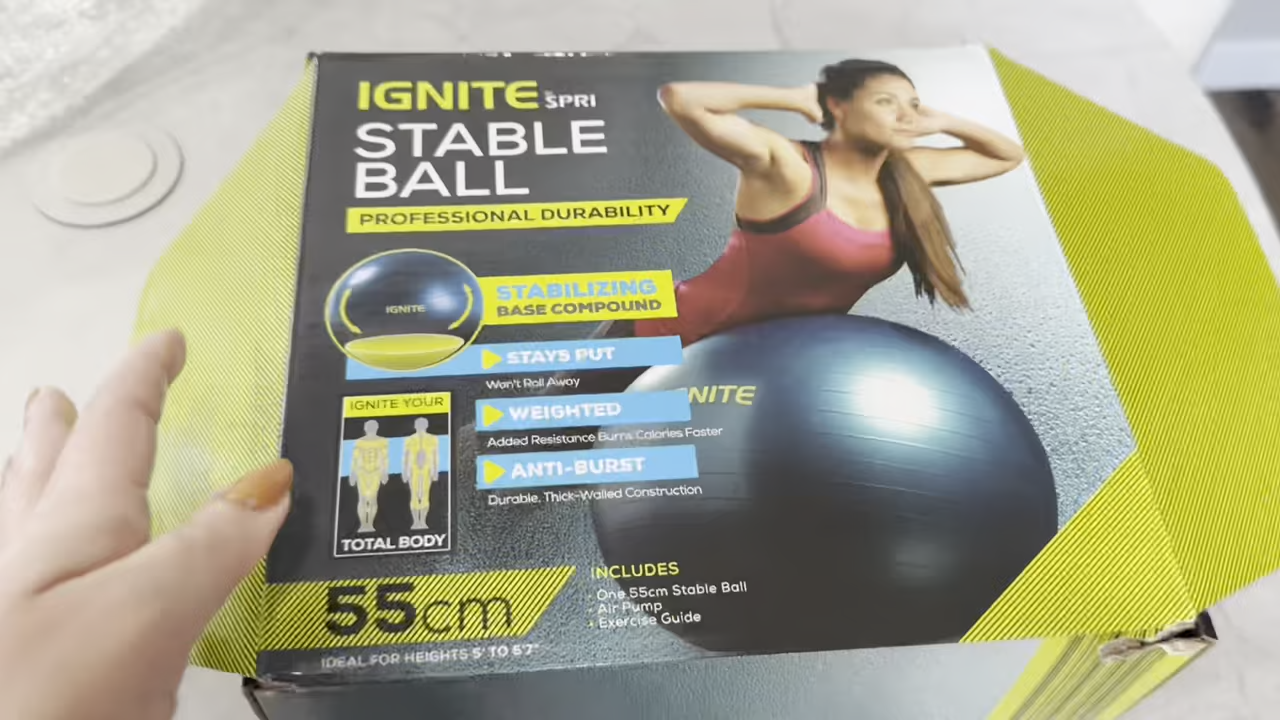 IGNITE BY SPRI
STABLE
BALL
PROFESSIONAL DURABILITY
IGNITE
STABILIZING
BASE COMPOUND
STAYS PUT
Won't Roll Away
WEIGHTED
Added Resistance Burns Calories Faster
ANTI-BURST
Durable, Thick-Walled Construction
IGNITE YOUR
TOTAL BODY
NITE
55cm
IDEAL FOR HEIGHTS 5' TO 5'7"
INCLUDES
• One 55cm Stable Ball
• Air Pump
• Exercise Guide